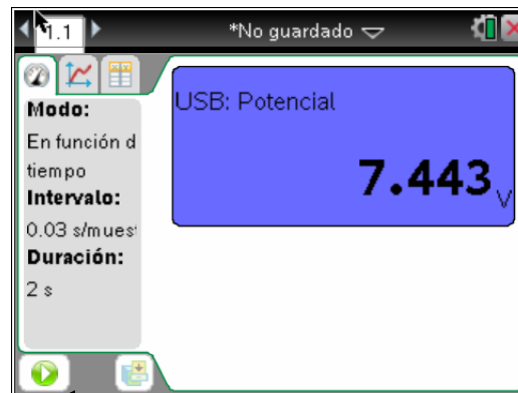 1.1
*No guardado
Modo:
En función d
tiempo
Intervalo:
0.03 s/mues
Duración:
2 s
USB: Potencial
7.443 V